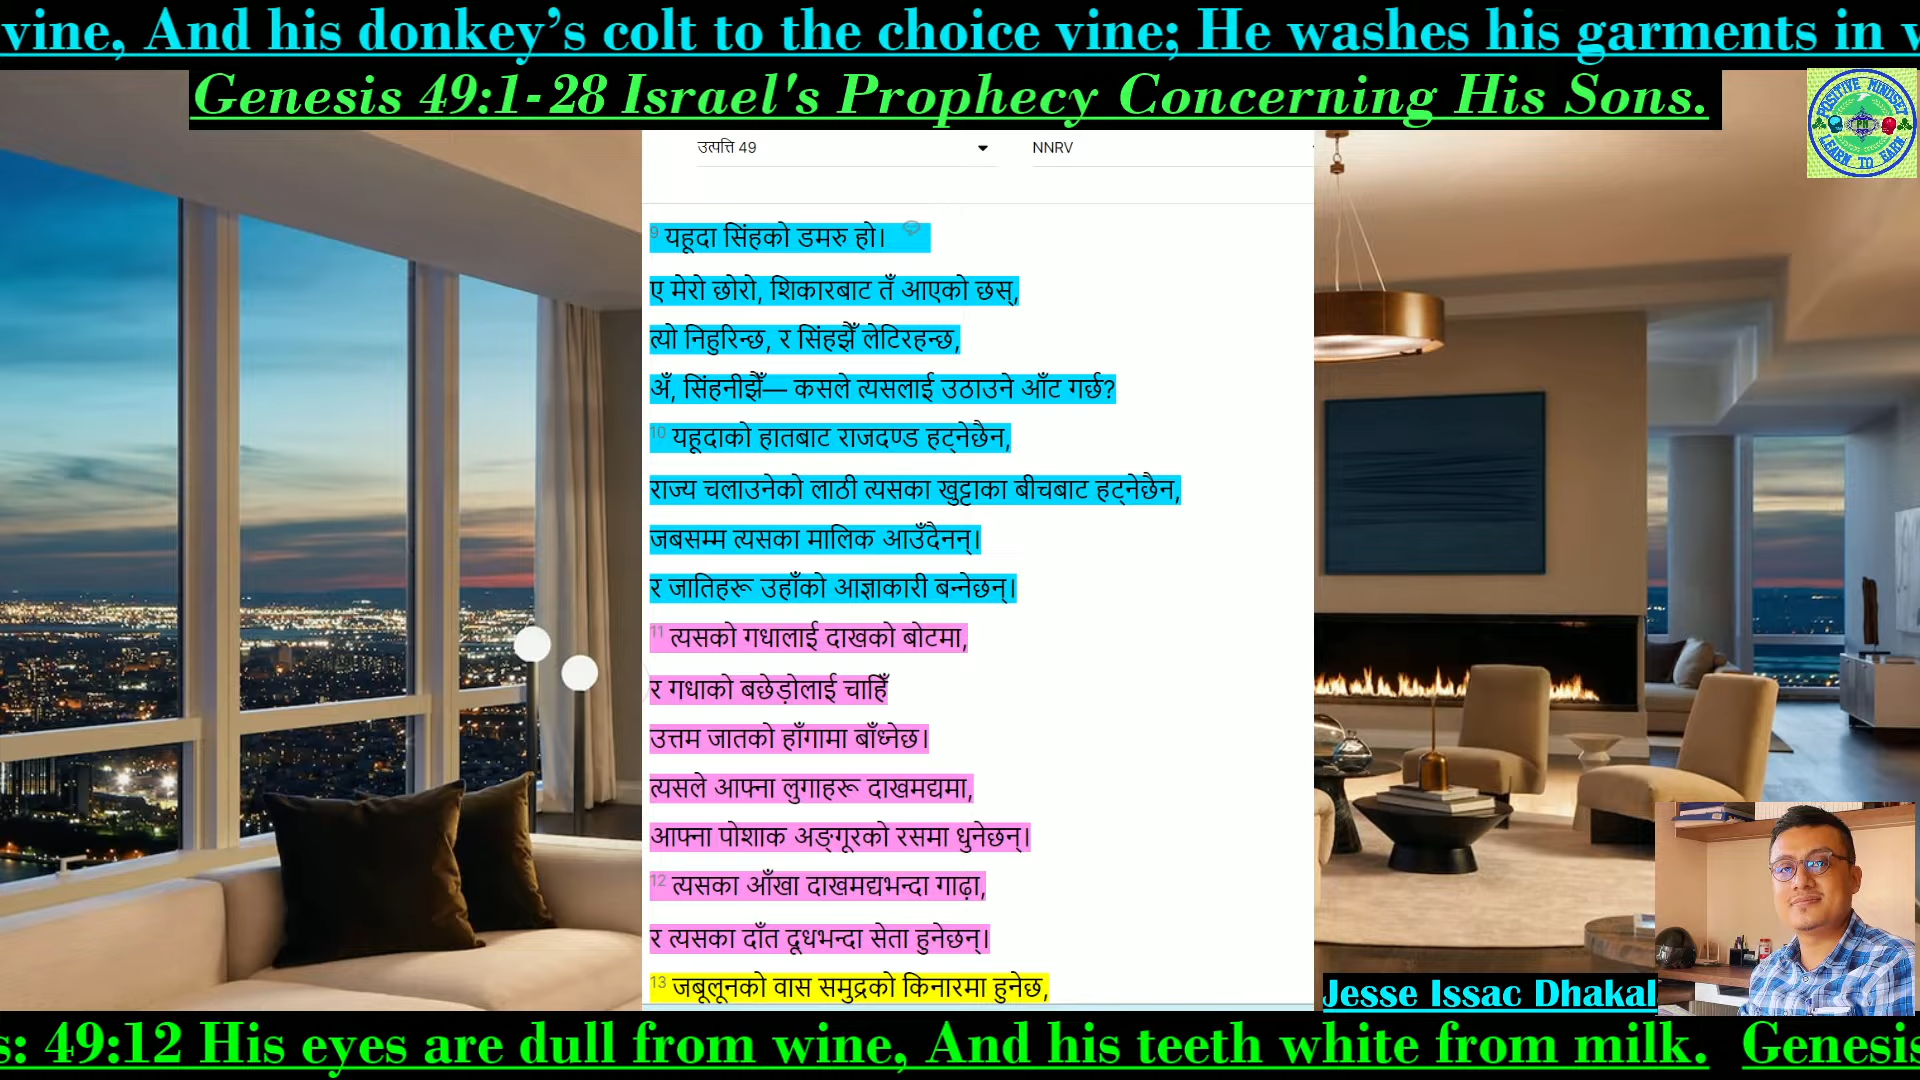 vine, And his donkey’s colt to the choice vine; He washes his garments in
Genesis 49:1-28 Israel's Prophecy Concerning His Sons.
POSITIVE MINDSET
LEARN TO EARN
उत्पत्ति 49
NNRV
9 यहूदा सिंहको डमरु हो।
ए मेरो छोरो, शिकारबाट तँ आएको छस्,
त्यो निहुरिन्छ, र सिंहझैँ लेटिरहन्छ,
अँ, सिंहनीझैँ— कसले त्यसलाई उठाउने आँट गर्छ?
10 यहूदाको हातबाट राजदण्ड हट्नेछैन,
राज्य चलाउनेको लाठी त्यसका खुट्टाका बीचबाट हट्नेछैन,
जबसम्म त्यसका मालिक आउँदैनन्।
र जातिहरू उहाँको आज्ञाकारी बन्नेछन्।
11 त्यसको गधालाई दाखको बोटमा,
र गधाको बछेड़ोलाई चाहिँ
उत्तम जातको हाँगामा बाँध्नेछ।
त्यसले आफ्ना लुगाहरू दाखमद्यमा,
आफ्ना पोशाक अङ्गूरको रसमा धुनेछन्।
12 त्यसका आँखा दाखमद्यभन्दा गाढ़ा,
र त्यसका दाँत दूधभन्दा सेता हुनेछन्।
13 जबूलूनको वास समुद्रको किनारमा हुनेछ,
Jesse Issac Dhakal
s: 49:12 His eyes are dull from wine, And his teeth white from milk. Genesis